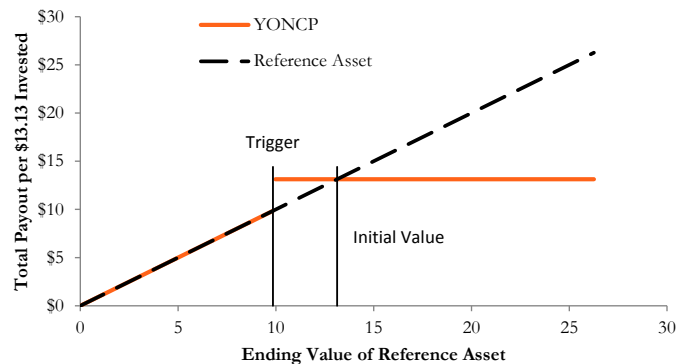 $30
$25
$20
$15
$10
$5
$0
Total Payout per $13.13 Invested
YONCP
Reference Asset
Trigger
Initial Value
0 5 10 15 20 25 30
Ending Value of Reference Asset